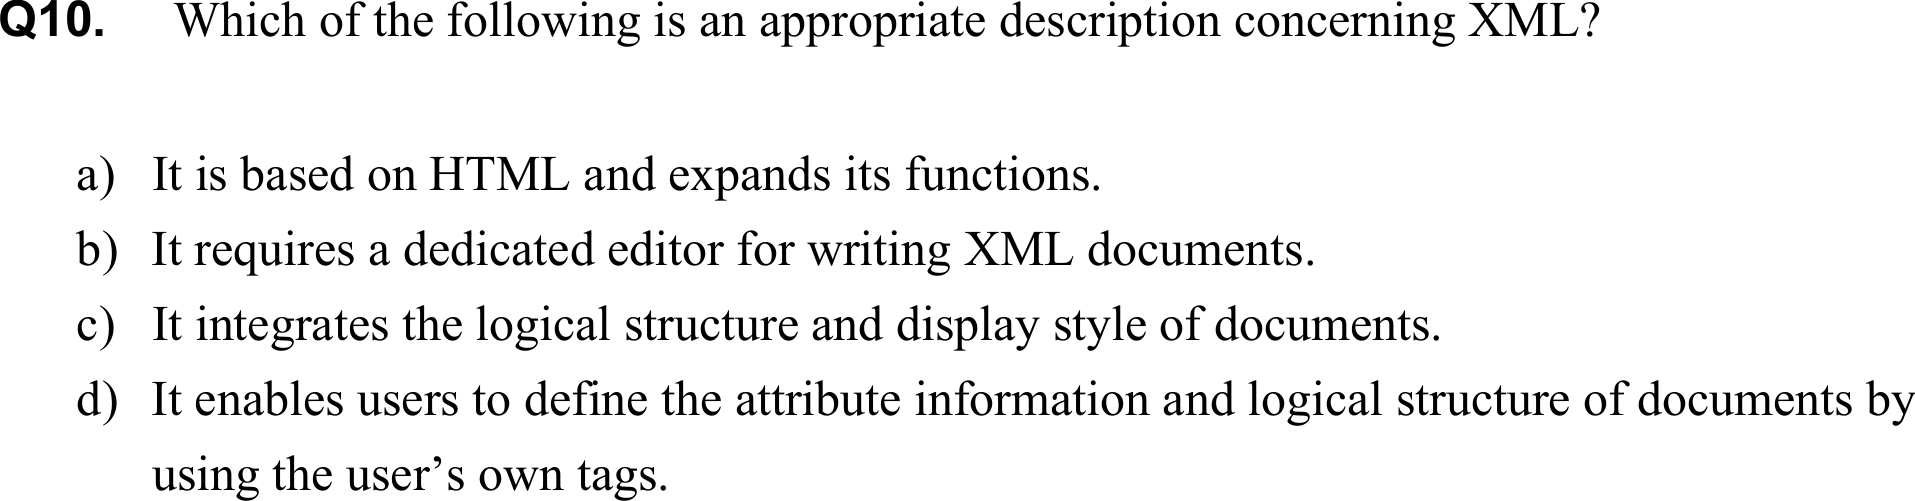 Q10. Which of the following is an appropriate description concerning XML?
a) It is based on HTML and expands its functions.
b) It requires a dedicated editor for writing XML documents.
c) It integrates the logical structure and display style of documents.
d) It enables users to define the attribute information and logical structure of documents by
using the user’s own tags.